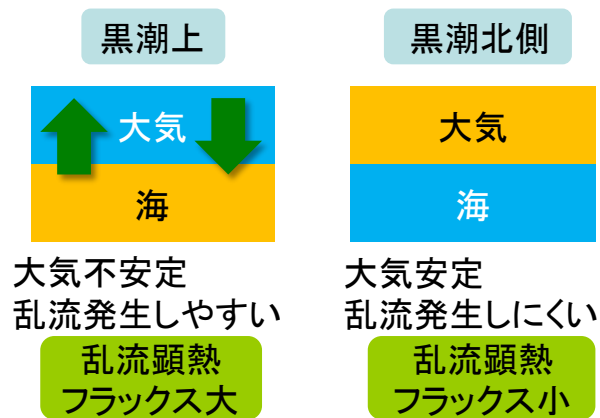 黒潮上
大気
海
大気不安定
乱流発生しやすい
乱流顕熱
フラックス大
黒潮北側
大気
海
大気安定
乱流発生しにくい
乱流顕熱
フラックス小